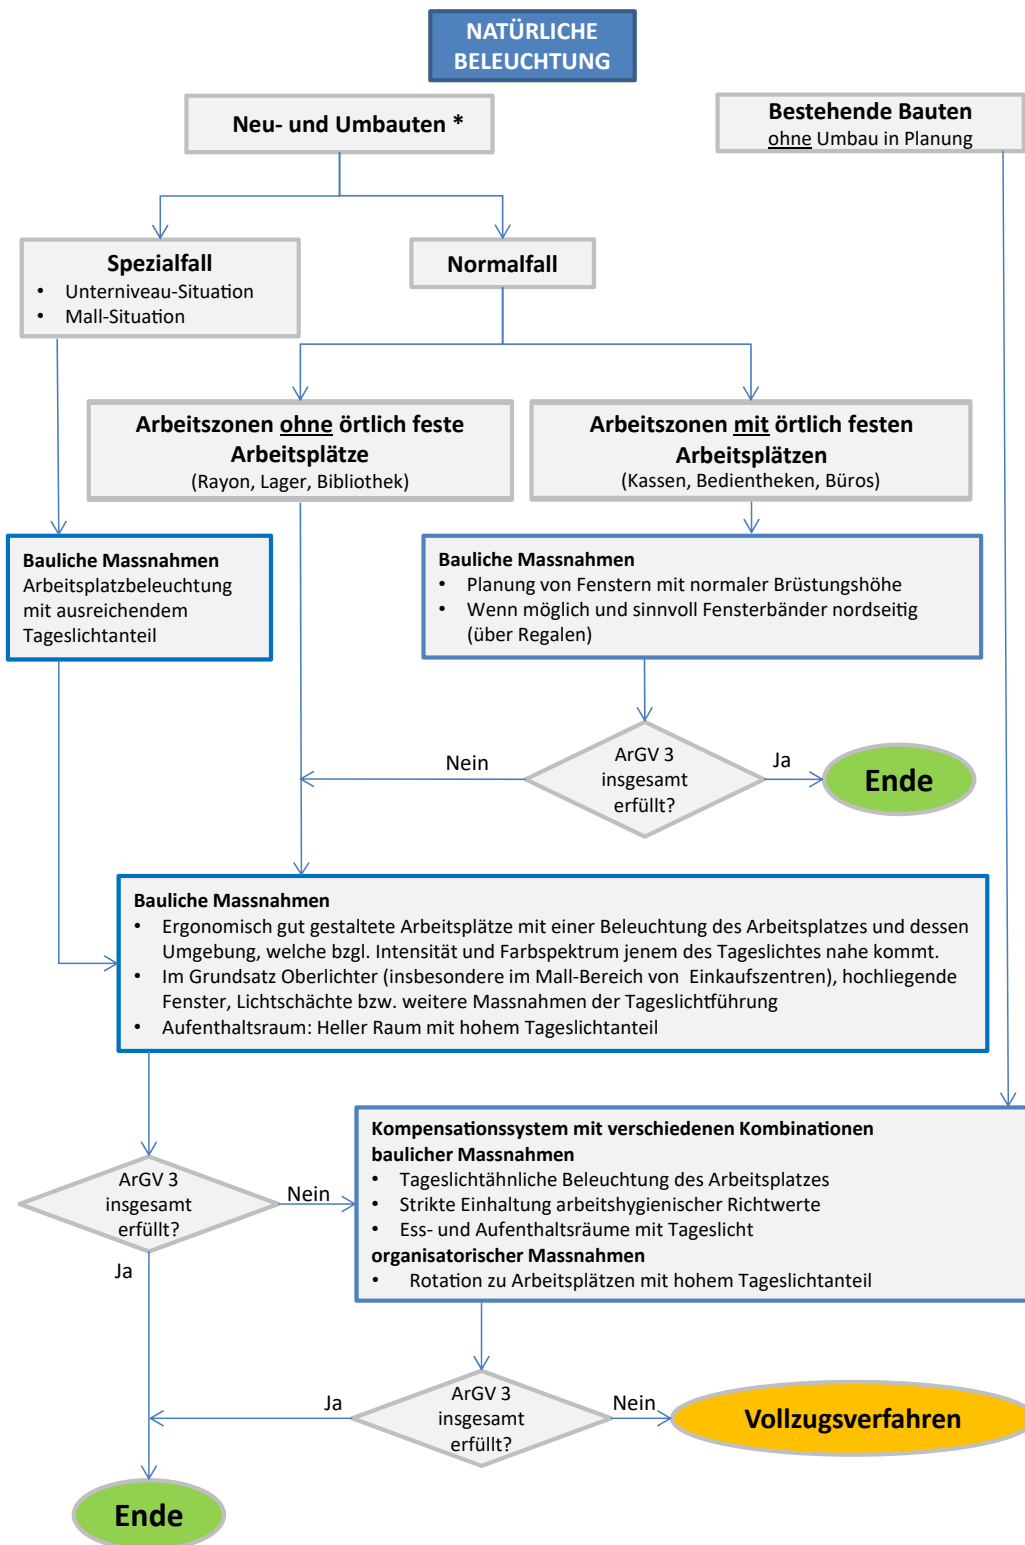 NATÜRLICHE
BELEUCHTUNG
Neu- und Umbauten *
Bestehende Bauten
ohne Umbau in Planung
Spezialfall
• Unterniveau-Situation
• Mall-Situation
Normalfall
Arbeitszonen ohne örtlich feste
Arbeitsplätze
(Rayon, Lager, Bibliothek)
Arbeitszonen mit örtlich festen
Arbeitsplätzen
(Kassen, Bedientheken, Büros)
Bauliche Massnahmen
Arbeitsplatzbeleuchtung
mit ausreichendem
Tageslichtanteil
Bauliche Massnahmen
• Planung von Fenstern mit normaler Brüstungshöhe
• Wenn möglich und sinnvoll Fensterbänder nordseitig
(über Regalen)
ArGV 3
insgesamt
erfüllt?
Nein
Ja
Ende
Bauliche Massnahmen
• Ergonomisch gut gestaltete Arbeitsplätze mit einer Beleuchtung des Arbeitsplatzes und dessen
Umgebung, welche bzgl. Intensität und Farbspektrum jenem des Tageslichtes nahe kommt.
• Im Grundsatz Oberlichter (insbesondere im Mall-Bereich von Einkaufszentren), hochliegende
Fenster, Lichtschächte bzw. weitere Massnahmen der Tageslichtführung
• Aufenthaltsraum: Heller Raum mit hohem Tageslichtanteil
ArGV 3
insgesamt
erfüllt?
Nein
Ja
Kompensationssystem mit verschiedenen Kombinationen
baulicher Massnahmen
• Tageslichtähnliche Beleuchtung des Arbeitsplatzes
• Strikte Einhaltung arbeitshygienischer Richtwerte
• Ess- und Aufenthaltsräume mit Tageslicht
organisatorischer Massnahmen
• Rotation zu Arbeitsplätzen mit hohem Tageslichtanteil
ArGV 3
insgesamt
erfüllt?
Ja
Nein
Vollzugsverfahren
Ende